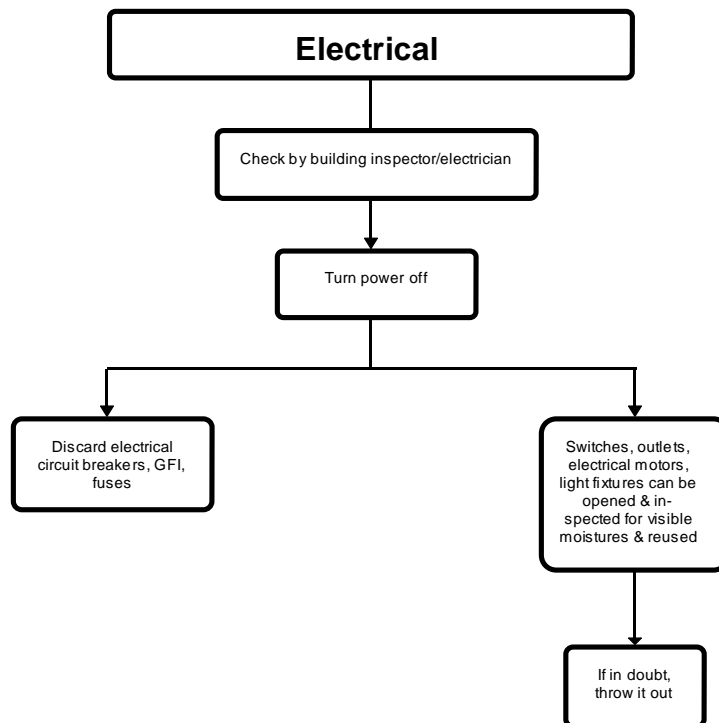 Electrical
Check by building inspector/electrician
Turn power off
Discard electrical
circuit breakers, GFI,
fuses
Switches, outlets,
electrical motors,
light fixtures can be
opened & in-
spected for visible
moistures & reused
If in doubt,
throw it out